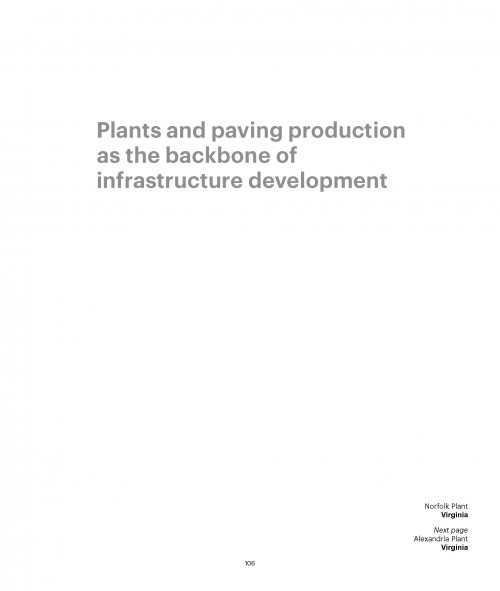 Plants and paving production
as the backbone of
infrastructure development
Norfolk Plant
Virginia
Next page
Alexandria Plant
Virginia
106